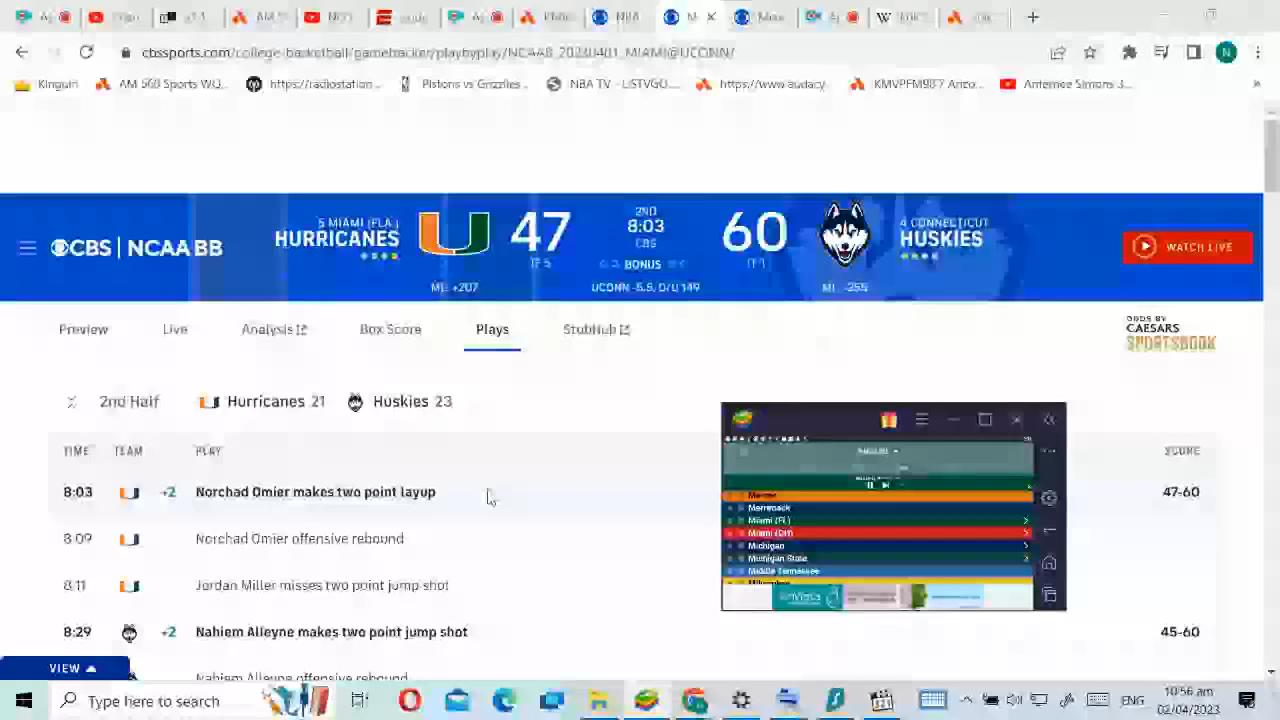 cbssports.com/college-basketball/gametracker/playbyplay/NCAAB_20230401_MIAMI@UCONN/
N
Kinguin
AM 560 Sports WQ...
https://radiostation...
Pistons vs Grizzlies...
NBA TV - LISTVGO...
https://www.audacy...
KMVPFM98.7 Arizo...
Anfernee Simons 3...
CBS | NCAA BB
5 MIAMI (FLA.)
HURRICANES
47
ML: +207
2ND
8:03
CBS
BONUS
UCONN -5.5, O/U 149
60
ML: -255
4 CONNECTICUT
HUSKIES
WATCH LIVE
Preview Live Analysis Box Score Plays StubHub
ODDS BY
CAESARS
SPORTSBOOK
2nd Half Hurricanes 21 Huskies 23
TIME TEAM PLAY SCORE
8:03 +2 Norchad Omier makes two point layup 47-60
8:09 Norchad Omier offensive rebound
8:11 Jordan Miller misses two point jump shot
8:29 +2 Nahiem Alleyne makes two point jump shot 45-60
Nahiem Alleyne offensive rebound
Mercer
Merrimack
Miami (FL)
Miami (OH)
Michigan
Michigan State
Middle Tennessee
Milwaukee
VIEW
Type here to search
ENG
10:56 am
02/04/2023